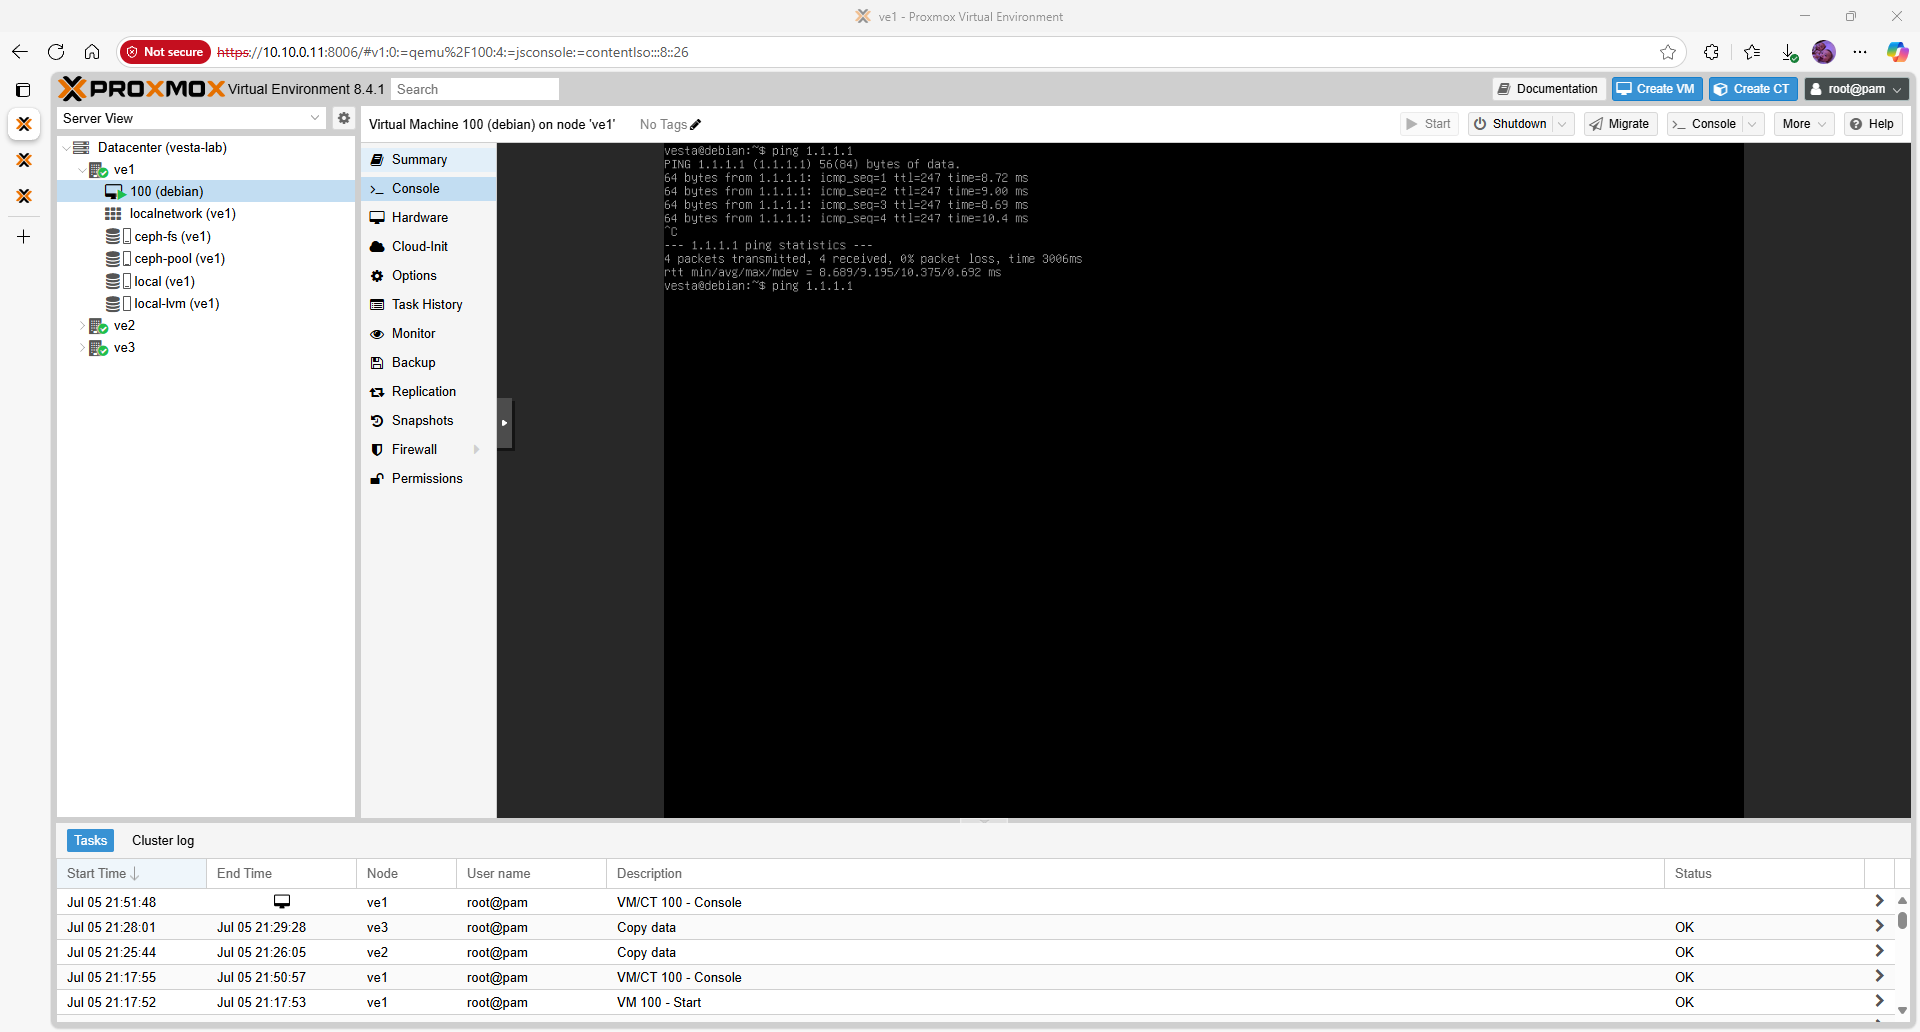 ve1 - Proxmox Virtual Environment
Not secure https://10.10.0.11:8006/#v1:0:=qemu%2F100:4:=jsconsole:=contentIso:::8::26
PROXMOX Virtual Environment 8.4.1 Search Documentation Create VM Create CT root@pam
Server View
Virtual Machine 100 (debian) on node 've1' No Tags Start Shutdown Migrate Console More Help
Datacenter (vesta-lab)
ve1
100 (debian)
localnetwork (ve1)
ceph-fs (ve1)
ceph-pool (ve1)
local (ve1)
local-lvm (ve1)
ve2
ve3
Summary
Console
Hardware
Cloud-Init
Options
Task History
Monitor
Backup
Replication
Snapshots
Firewall
Permissions
vesta@debian:~$ ping 1.1.1.1
PING 1.1.1.1 (1.1.1.1) 56(84) bytes of data.
64 bytes from 1.1.1.1: icmp_seq=1 ttl=247 time=8.72 ms
64 bytes from 1.1.1.1: icmp_seq=2 ttl=247 time=9.00 ms
64 bytes from 1.1.1.1: icmp_seq=3 ttl=247 time=8.69 ms
64 bytes from 1.1.1.1: icmp_seq=4 ttl=247 time=10.4 ms
^C
--- 1.1.1.1 ping statistics ---
4 packets transmitted, 4 received, 0% packet loss, time 3006ms
rtt min/avg/max/mdev = 8.689/9.195/10.375/0.692 ms
vesta@debian:~$ ping 1.1.1.1
Tasks Cluster log
Start Time End Time Node User name Description Status
Jul 05 21:51:48 ve1 root@pam VM/CT 100 - Console
Jul 05 21:28:01 Jul 05 21:29:28 ve3 root@pam Copy data OK
Jul 05 21:25:44 Jul 05 21:26:05 ve2 root@pam Copy data OK
Jul 05 21:17:55 Jul 05 21:50:57 ve1 root@pam VM/CT 100 - Console OK
Jul 05 21:17:52 Jul 05 21:17:53 ve1 root@pam VM 100 - Start OK